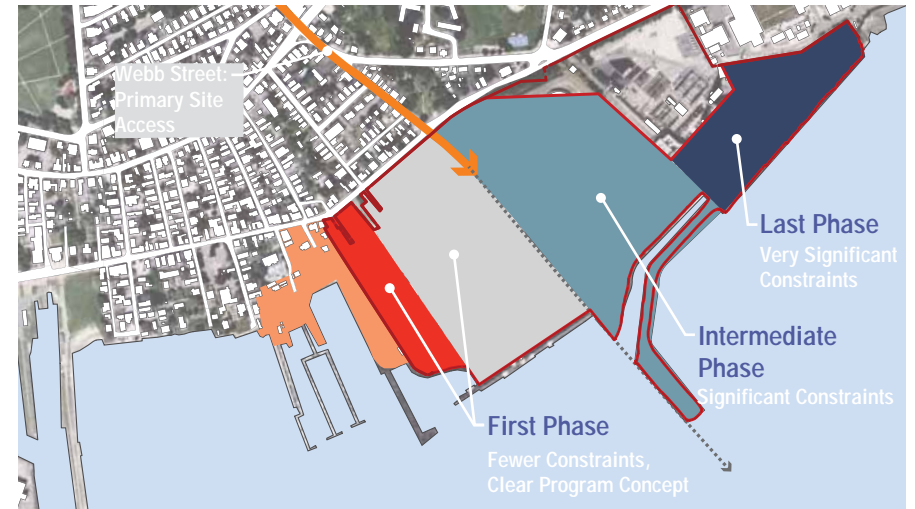 Webb Street:
Primary Site
Access
Last Phase
Very Significant
Constraints
Intermediate
Phase
Significant Constraints
First Phase
Fewer Constraints,
Clear Program Concept